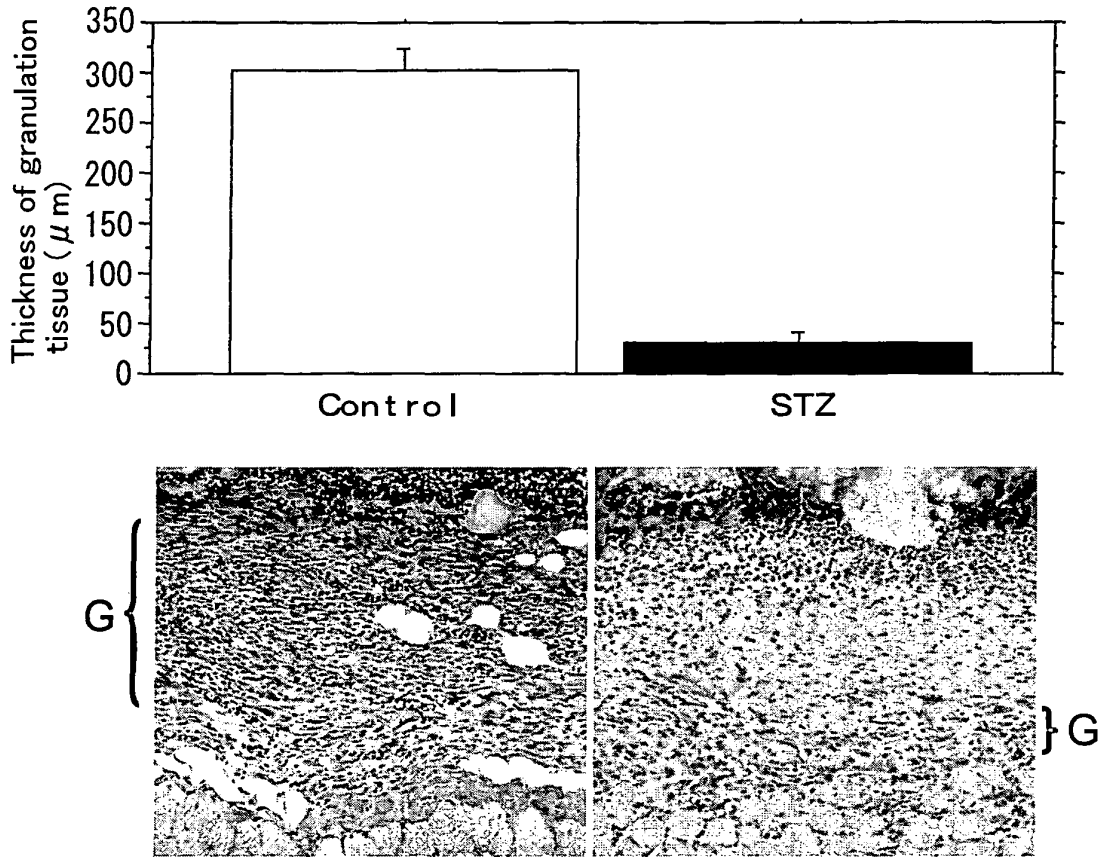 Thickness of granulation
tissue (μm)
350
300
250
200
150
100
50
0
Control
STZ
G
G